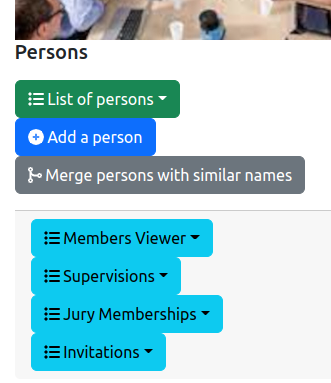 Persons
List of persons
Add a person
Merge persons with similar names
Members Viewer
Supervisions
Jury Memberships
Invitations